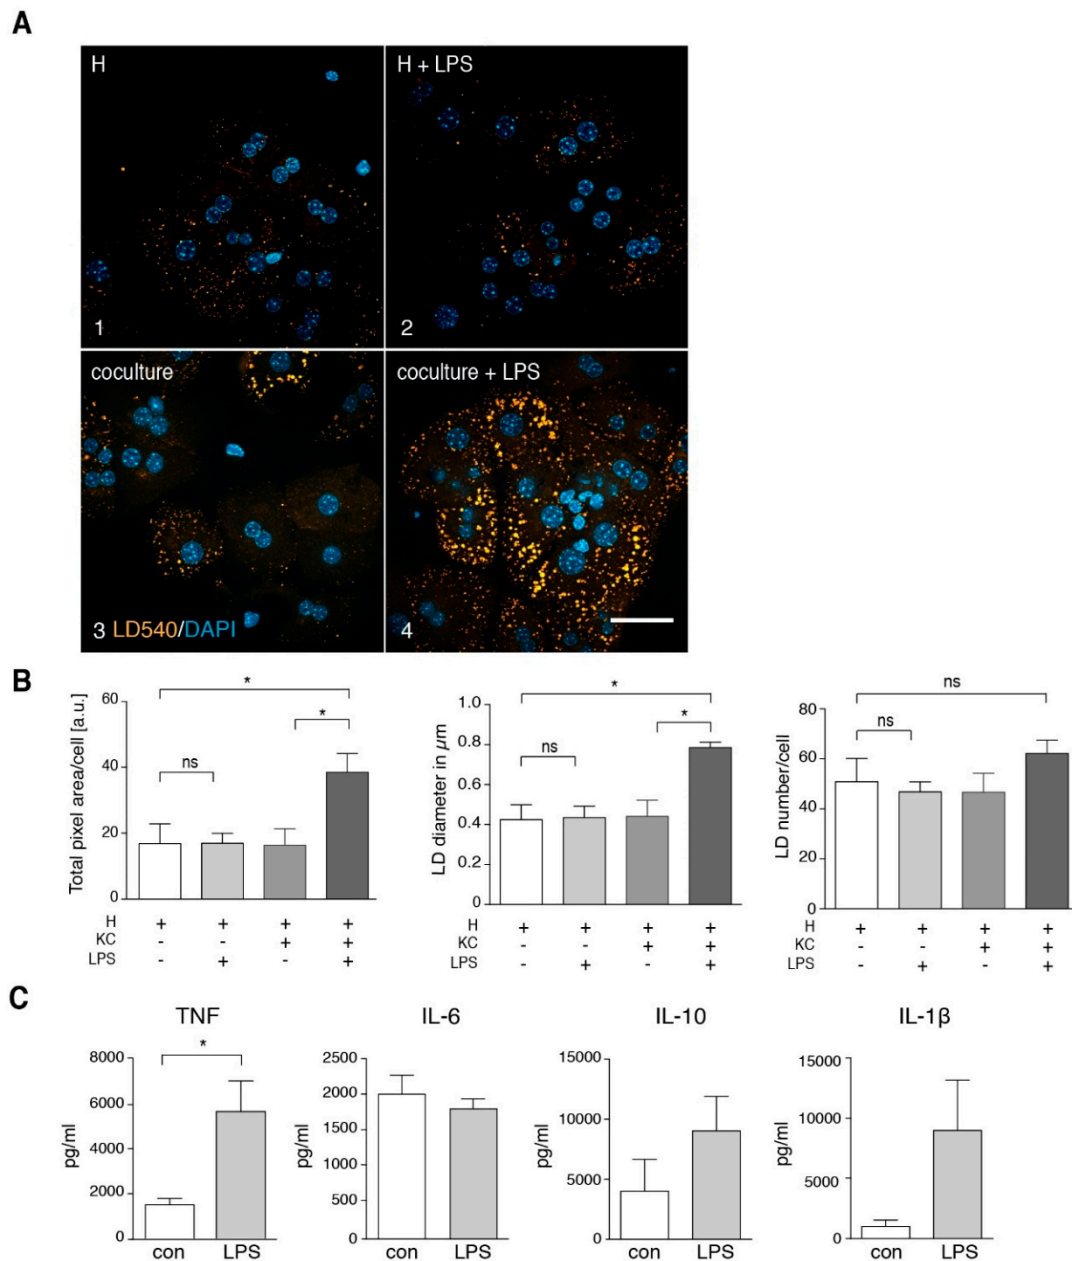 A
H
H + LPS
1
2
coculture
coculture + LPS
3 LD540/DAPI
4
B
Total pixel area/cell [a.u.]
60
40
20
0
*
*
ns
H + + + +
KC - - + +
LPS - + - +
LD diameter in µm
1.0
0.8
0.6
0.4
0.2
0
*
*
ns
H + + + +
KC - - + +
LPS - + - +
LD number/cell
80
60
40
20
0
ns
ns
H + + + +
KC - - + +
LPS - + - +
C
TNF
pg/ml
8000
6000
4000
2000
0
*
con LPS
IL-6
pg/ml
2500
2000
1500
1000
500
0
con LPS
IL-10
pg/ml
15000
10000
5000
0
con LPS
IL-1β
pg/ml
15000
10000
5000
0
con LPS